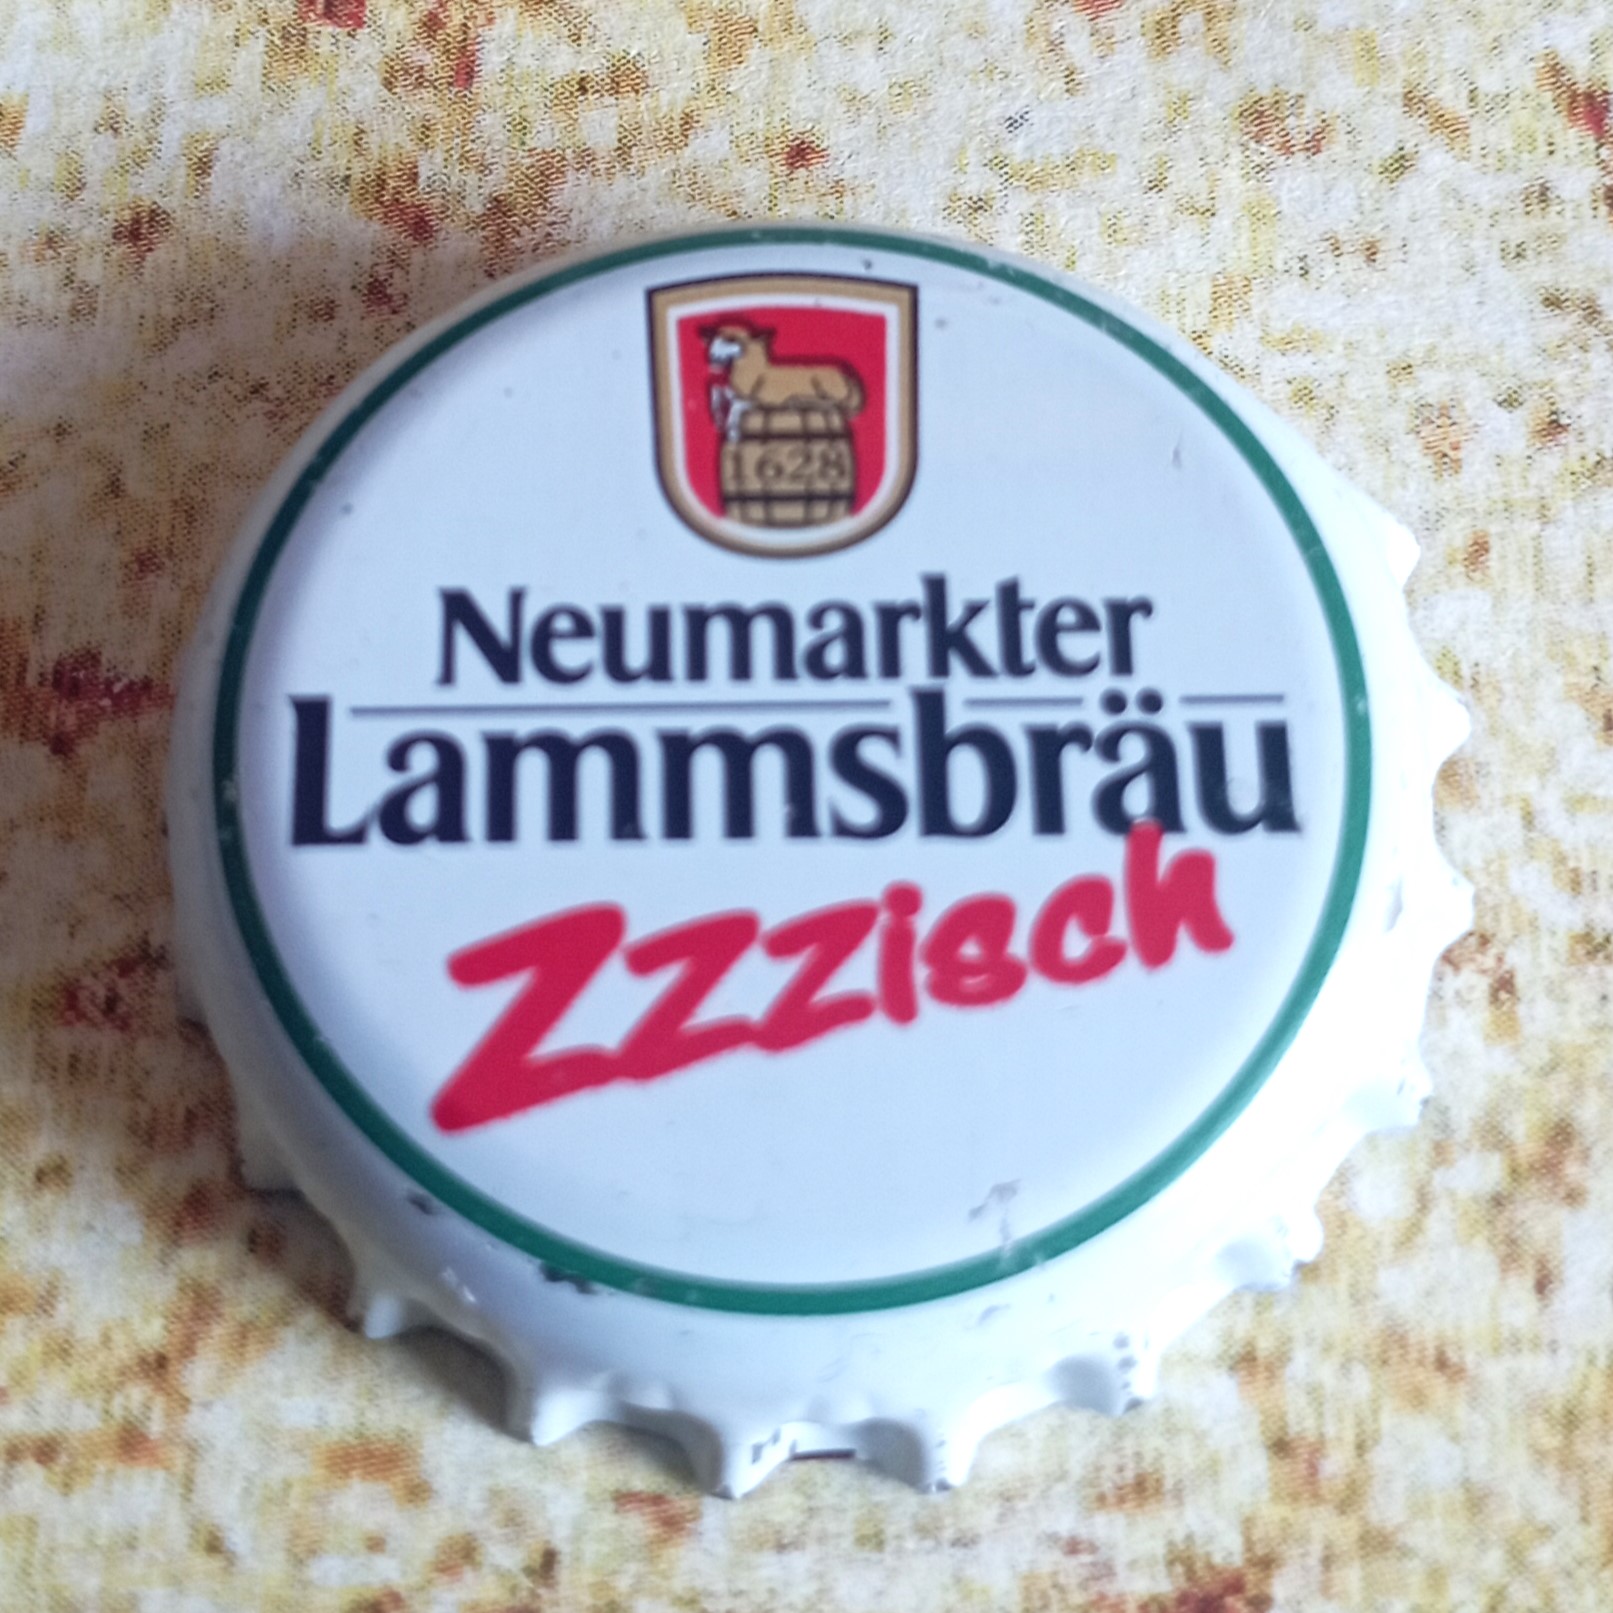 1628
Neumarkter
Lammsbräu
Zzzisch